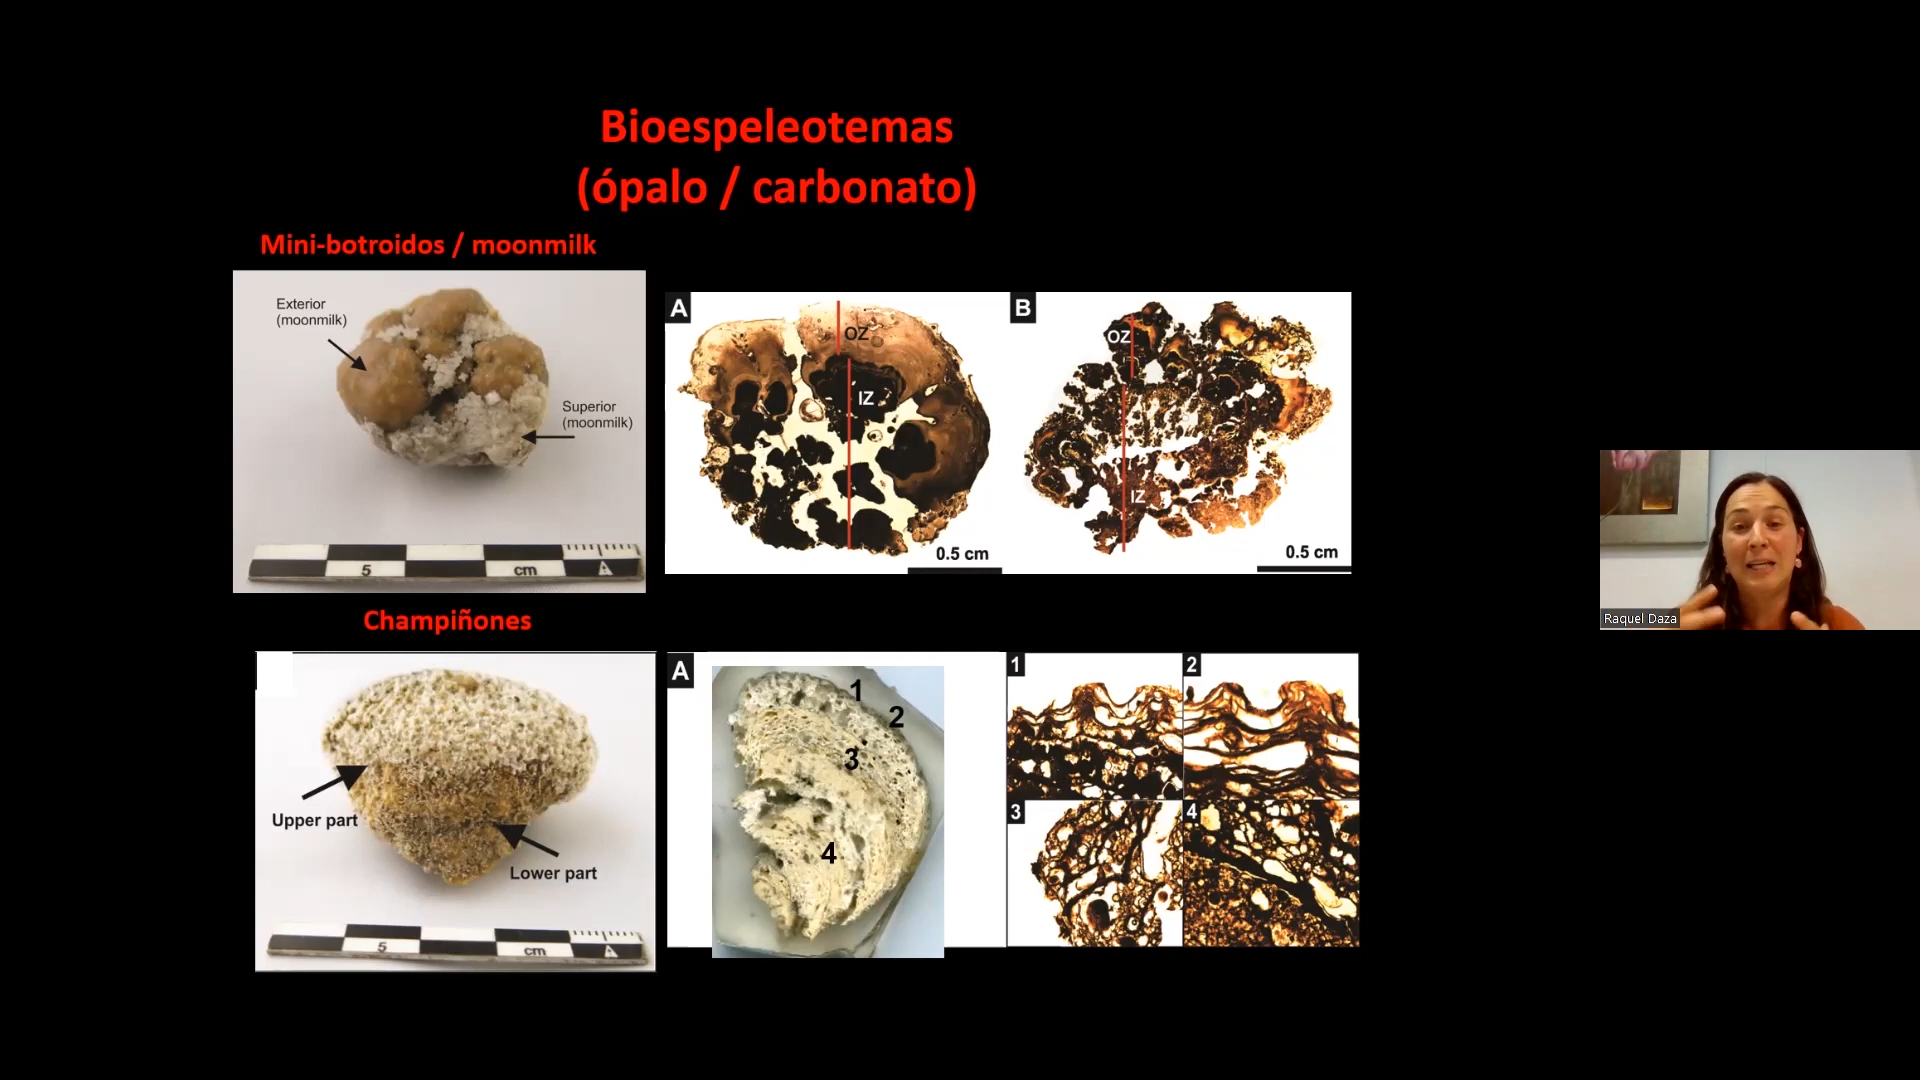 Bioespeleotemas
(ópalo / carbonato)
Mini-botroidos / moonmilk
Exterior
(moonmilk)
Superior
(moonmilk)
5
cm
A
OZ
IZ
0.5 cm
B
OZ
IZ
0.5 cm
Champiñones
Upper part
Lower part
5
cm
A
1
2
3
4
1
2
3
4
Raquel Daza